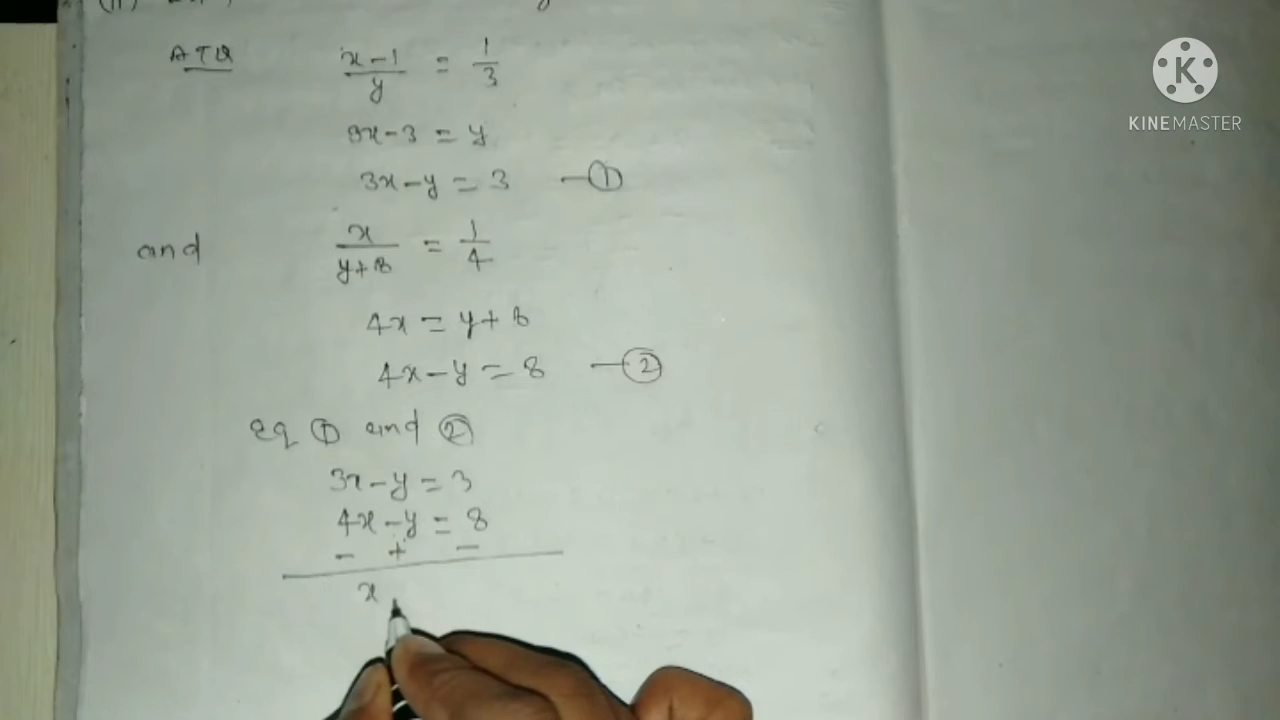 ATQ x-1/y = 1/3
3x-3 = y
3x-y = 3 —①
and x/y+8 = 1/4
4x = y+8
4x-y = 8 —②
eq ① and ②
3x-y = 3
4x-y = 8
- + -
x
K
KINEMASTER